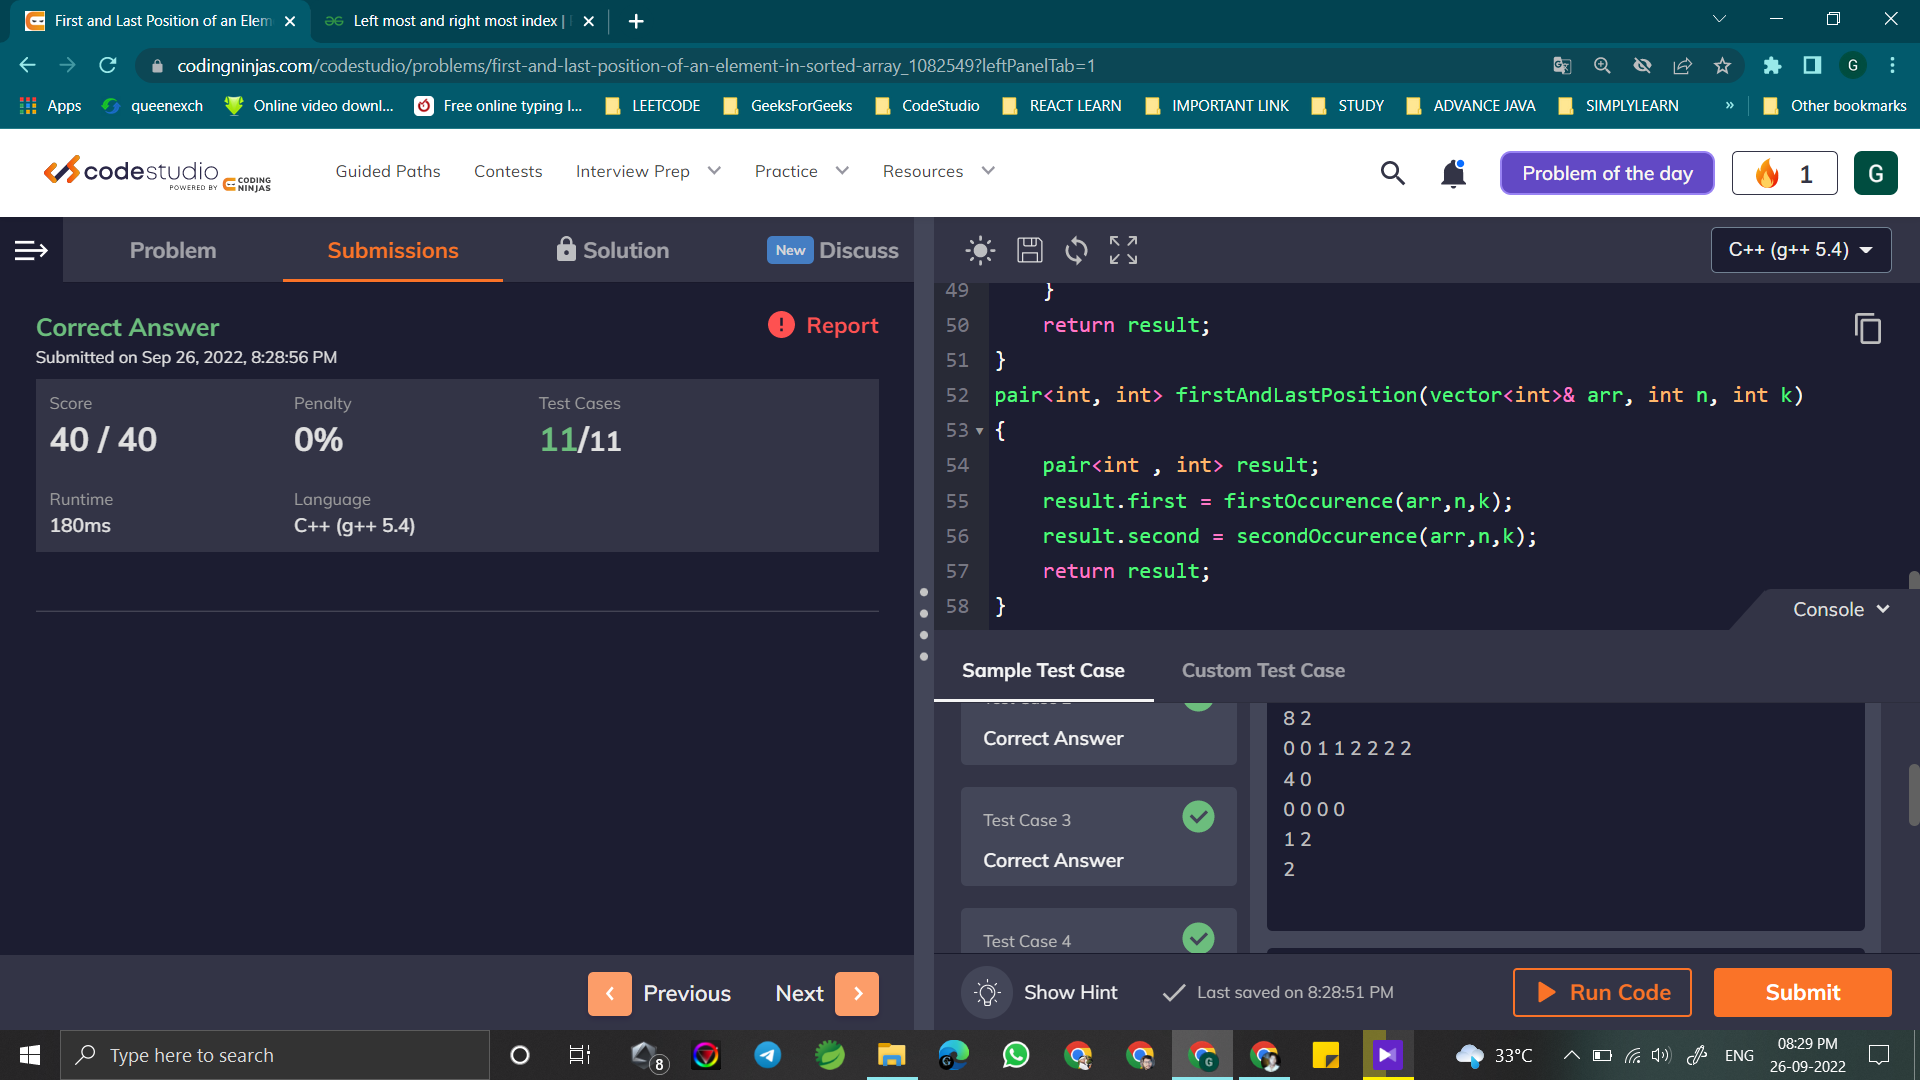 First and Last Position of an Elem
Left most and right most index |
codingninjas.com/codestudio/problems/first-and-last-position-of-an-element-in-sorted-array_1082549?leftPanelTab=1
G
Apps
queenexch
Online video downl...
Free online typing I...
LEETCODE
GeeksForGeeks
CodeStudio
REACT LEARN
IMPORTANT LINK
STUDY
ADVANCE JAVA
SIMPLYLEARN
»
Other bookmarks
codestudio
POWERED BY CODING NINJAS
Guided Paths
Contests
Interview Prep
Practice
Resources
Problem of the day
1
G
Problem
Submissions
Solution
New
Discuss
C++ (g++ 5.4)
Correct Answer
Report
Submitted on Sep 26, 2022, 8:28:56 PM
Score
Penalty
Test Cases
40 / 40
0%
11/11
Runtime
Language
180ms
C++ (g++ 5.4)
49 }
50 return result;
51 }
52 pair<int, int> firstAndLastPosition(vector<int>& arr, int n, int k)
53 {
54 pair<int , int> result;
55 result.first = firstOccurence(arr,n,k);
56 result.second = secondOccurence(arr,n,k);
57 return result;
58 }
Console
Sample Test Case
Custom Test Case
Correct Answer
Test Case 3
Correct Answer
Test Case 4
8 2
0 0 1 1 2 2 2 2
4 0
0 0 0 0
1 2
2
Previous
Next
Show Hint
Last saved on 8:28:51 PM
Run Code
Submit
Type here to search
8
G
33°C
ENG
08:29 PM
26-09-2022